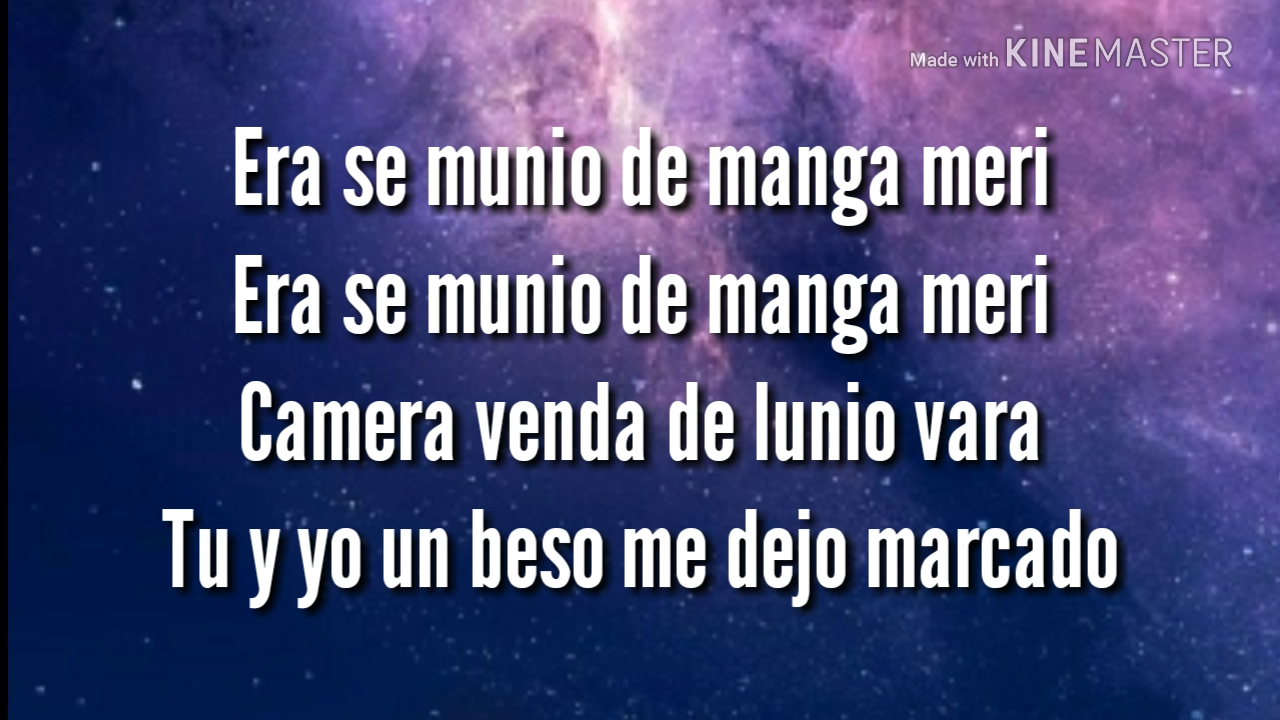 Made with KINEMASTER
Era se munio de manga meri
Era se munio de manga meri
Camera venda de lunio vara
Tu y yo un beso me dejo marcado